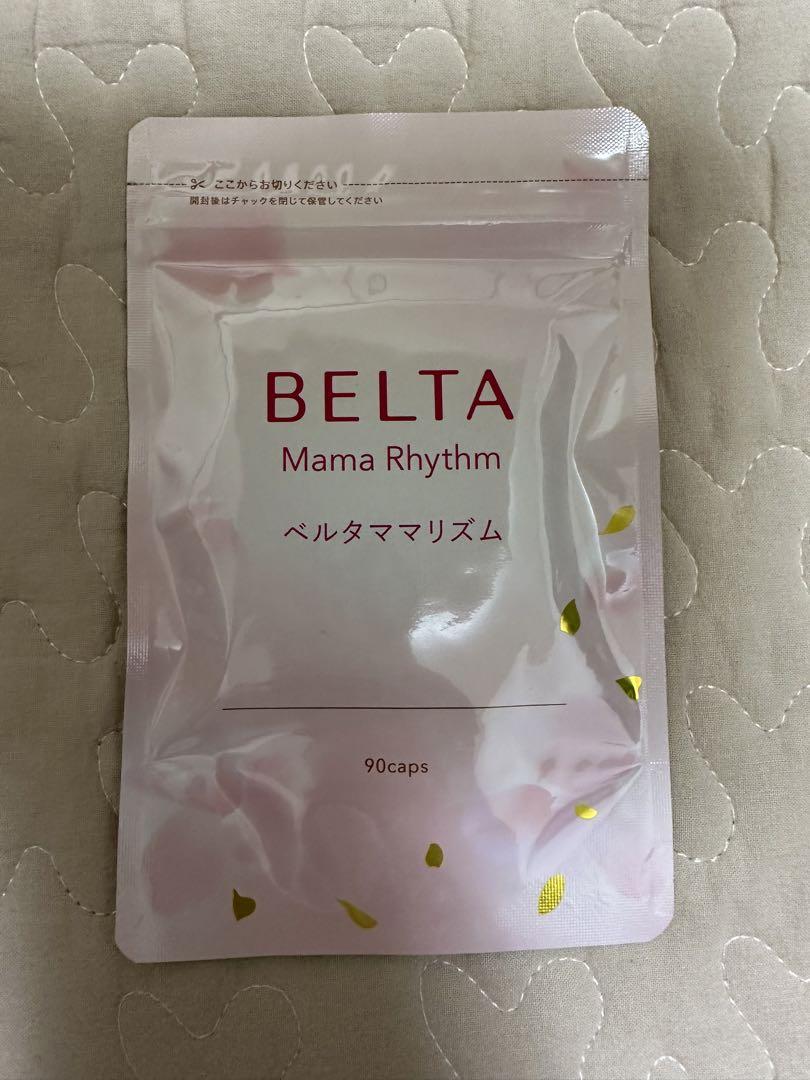 ここからお切りください
開封後はチャックを閉じて保管してください
BELTA
Mama Rhythm
ベルタママリズム
90caps